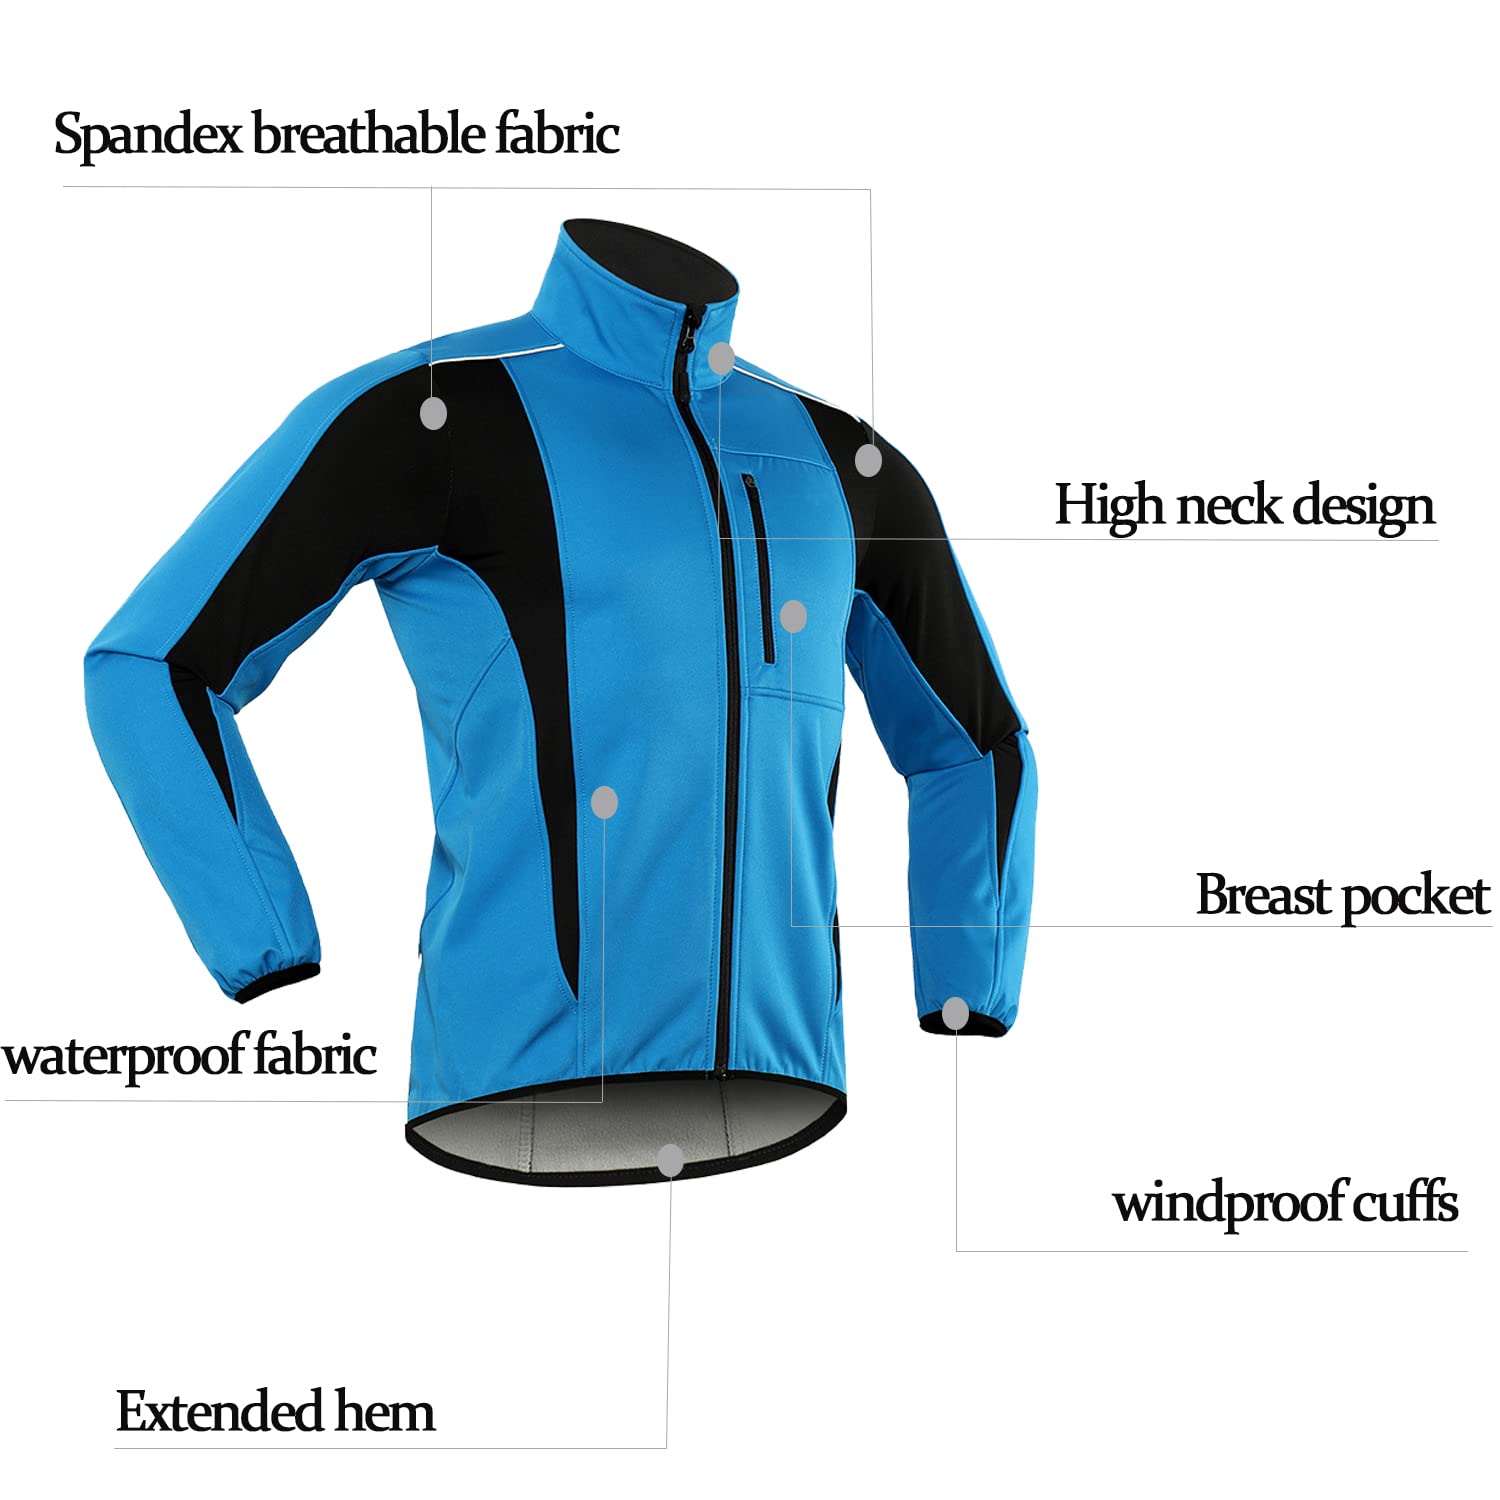 Spandex breathable fabric
High neck design
Breast pocket
waterproof fabric
windproof cuffs
Extended hem